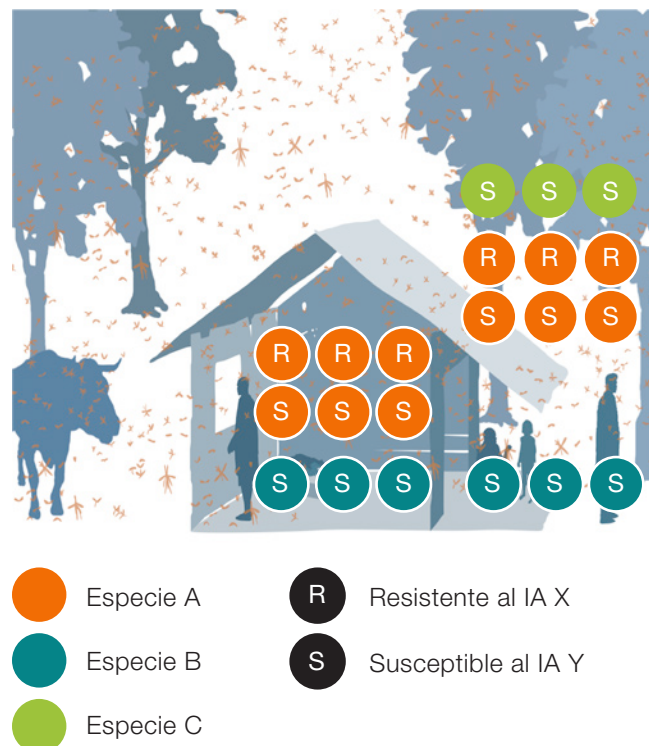 S S S
R R R
S S S
R R R
S S S
S S S
S S S
Especie A
R Resistente al IA X
Especie B
S Susceptible al IA Y
Especie C